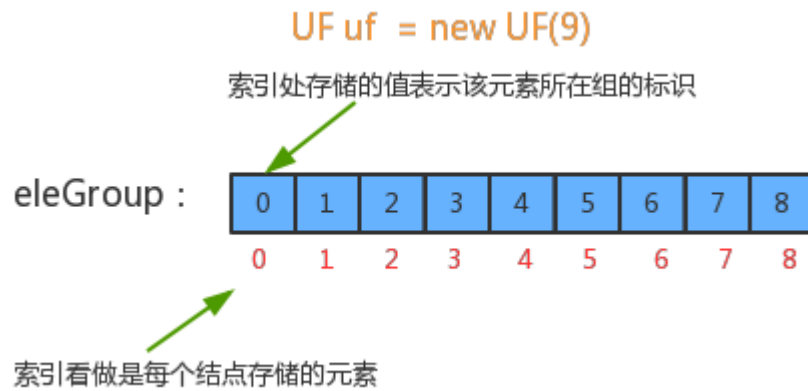 UF uf = new UF(9)
索引处存储的值表示该元素所在组的标识
eleGroup： 0 1 2 3 4 5 6 7 8
0 1 2 3 4 5 6 7 8
索引看做是每个结点存储的元素